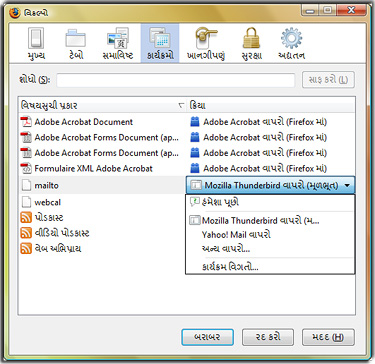 વિકલ્પો
મુખ્ય ટેબો સમાવિષ્ટ કાર્યક્રમો ખાનગીપણું સુરક્ષા અદ્યતન
શોધો (S): સાફ કરો (L)
વિષયસુચી પ્રકાર ક્રિયા
Adobe Acrobat Document Adobe Acrobat વાપરો (Firefox માં)
Adobe Acrobat Forms Document (ap... Adobe Acrobat વાપરો (Firefox માં)
Adobe Acrobat Forms Document (ap... Adobe Acrobat વાપરો (Firefox માં)
Formulaire XML Adobe Acrobat Adobe Acrobat વાપરો (Firefox માં)
mailto Mozilla Thunderbird વાપરો (મૂળભૂત)
webcal હંમેશા પૂછો
પોડકાસ્ટ Mozilla Thunderbird વાપરો (મ...
વીડિયો પોડકાસ્ટ Yahoo! Mail વાપરો
વેબ અભિપ્રાય અન્ય વાપરો...
કાર્યક્રમ વિગતો...
બરાબર રદ કરો મદદ (H)